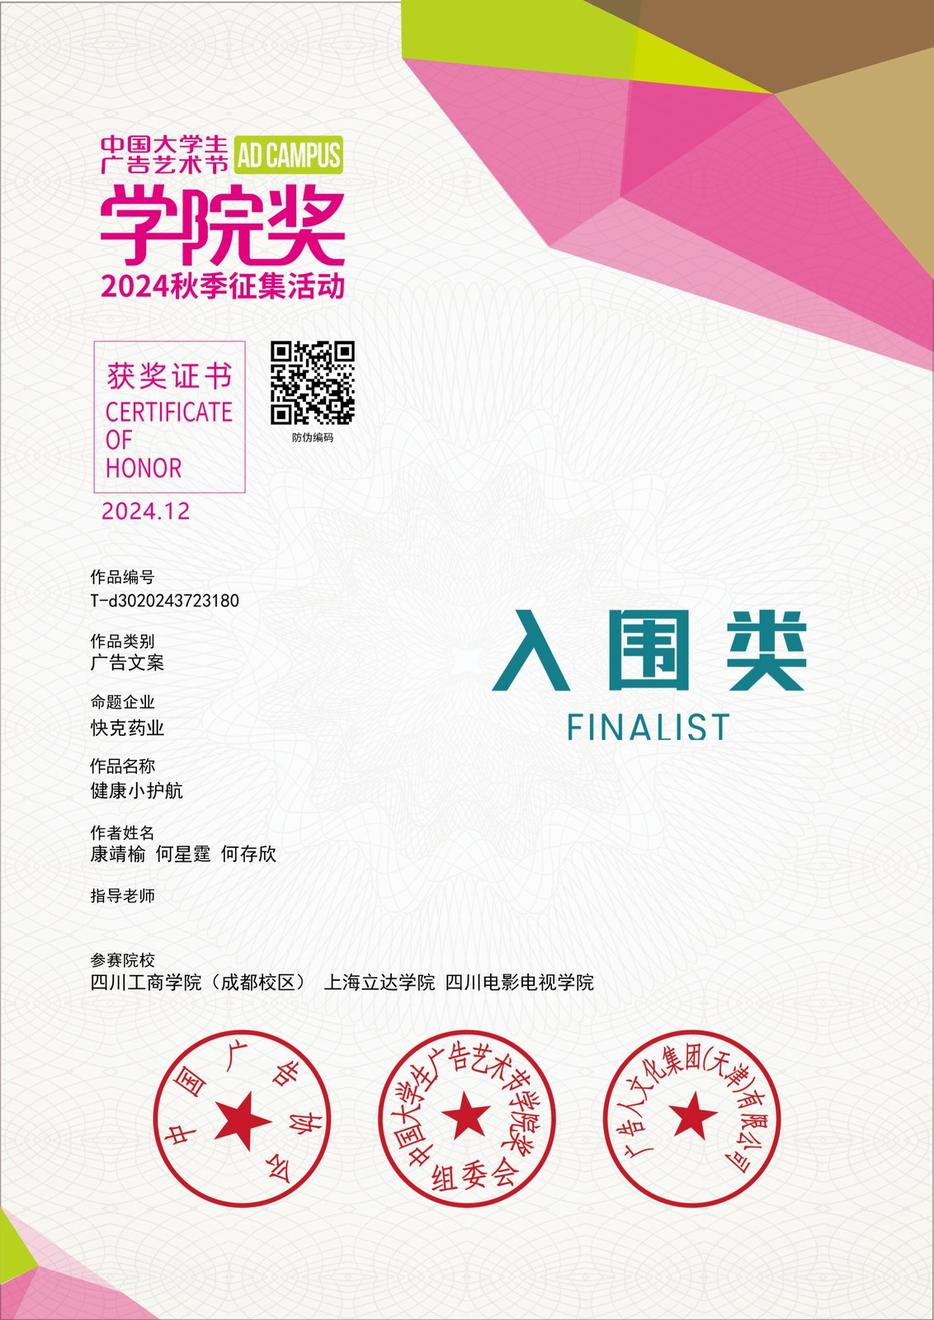 中国大学生
广告艺术节
AD CAMPUS
学院奖
2024秋季征集活动
获奖证书
CERTIFICATE
OF
HONOR
防伪编码
2024.12
作品编号
T-d3020243723180
作品类别
广告文案
命题企业
快克药业
作品名称
健康小护航
作者姓名
康靖榆 何星霆 何存欣
指导老师
参赛院校
四川工商学院（成都校区） 上海立达学院 四川电影电视学院
入围类
FINALIST
中国广告协会
中国大学生广告艺术节学院奖
组委会
广告人文化集团(天津)有限公司